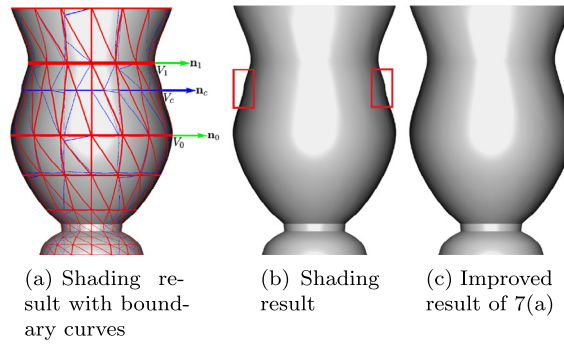 n1
V1
nc
Vc
n0
V0
(a) Shading re-
sult with bound-
ary curves
(b) Shading
result
(c) Improved
result of 7(a)